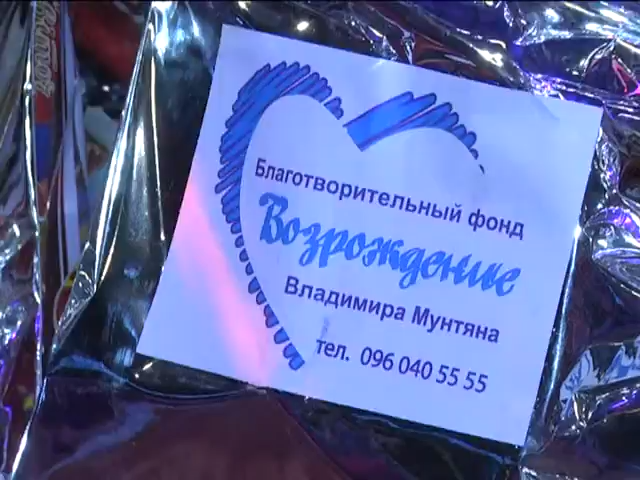 Благотворительный фонд
Возрождение
Владимира Мунтяна
тел. 096 040 55 55